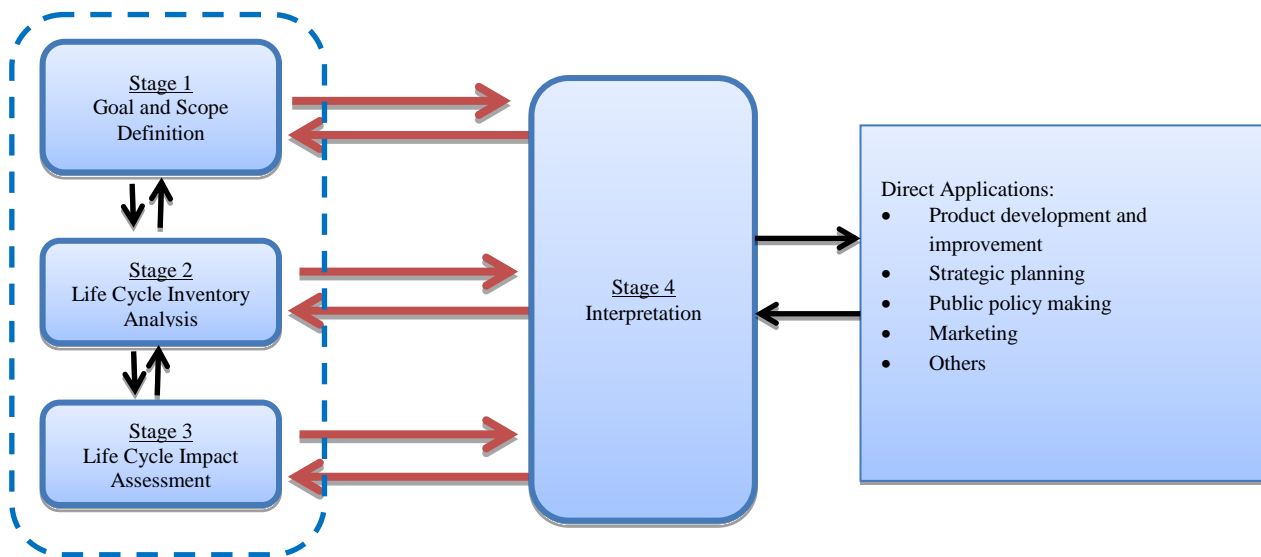 Stage 1
Goal and Scope
Definition
Stage 2
Life Cycle Inventory
Analysis
Stage 3
Life Cycle Impact
Assessment
Stage 4
Interpretation
Direct Applications:
• Product development and
improvement
• Strategic planning
• Public policy making
• Marketing
• Others